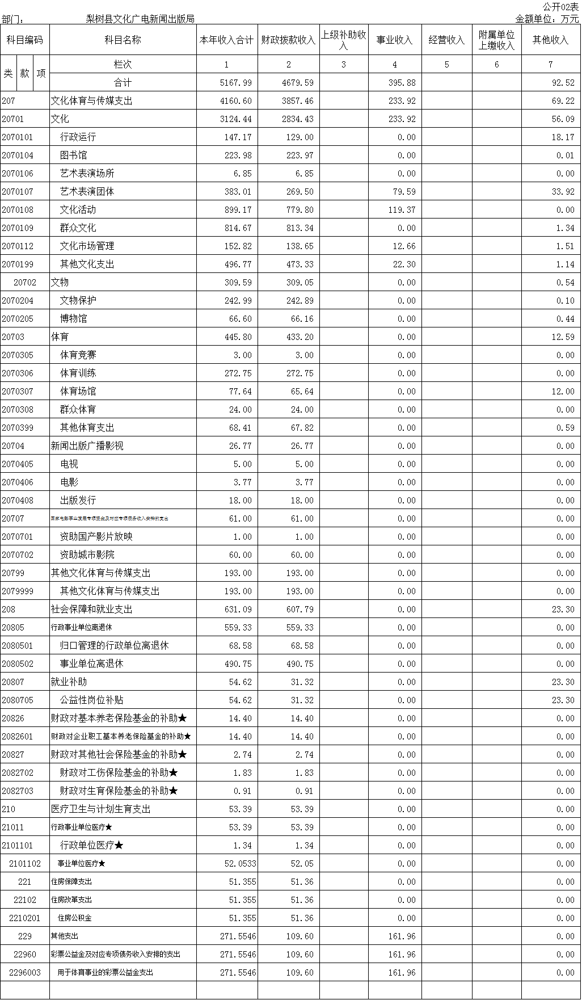 公开02表
部门： 梨树县文化广电新闻出版局 金额单位：万元
科目编码 科目名称 本年收入合计 财政拨款收入 上级补助收入 事业收入 经营收入 附属单位上缴收入 其他收入
类 款 项 栏次 1 2 3 4 5 6 7
合计 5167.99 4679.59 395.88 92.52
207 文化体育与传媒支出 4160.60 3857.46 233.92 69.22
20701 文化 3124.44 2834.43 233.92 56.09
2070101 行政运行 147.17 129.00 0.00 18.17
2070104 图书馆 223.98 223.97 0.00 0.01
2070106 艺术表演场所 6.85 6.85 0.00 0.00
2070107 艺术表演团体 383.01 269.50 79.59 33.92
2070108 文化活动 899.17 779.80 119.37 0.00
2070109 群众文化 814.67 813.34 0.00 1.34
2070112 文化市场管理 152.82 138.65 12.66 1.51
2070199 其他文化支出 496.77 473.33 22.30 1.14
20702 文物 309.59 309.05 0.00 0.54
2070204 文物保护 242.99 242.89 0.00 0.10
2070205 博物馆 66.60 66.16 0.00 0.44
20703 体育 445.80 433.20 0.00 12.59
2070305 体育竞赛 3.00 3.00 0.00 0.00
2070306 体育训练 272.75 272.75 0.00 0.00
2070307 体育场馆 77.64 65.64 0.00 12.00
2070308 群众体育 24.00 24.00 0.00 0.00
2070399 其他体育支出 68.41 67.82 0.00 0.59
20704 新闻出版广播影视 26.77 26.77 0.00 0.00
2070405 电视 5.00 5.00 0.00 0.00
2070406 电影 3.77 3.77 0.00 0.00
2070408 出版发行 18.00 18.00 0.00 0.00
20707 国家电影事业发展专项资金及对应专项债务收入安排的支出 61.00 61.00 0.00 0.00
2070701 资助国产影片放映 1.00 1.00 0.00 0.00
2070702 资助城市影院 60.00 60.00 0.00 0.00
20799 其他文化体育与传媒支出 193.00 193.00 0.00 0.00
2079999 其他文化体育与传媒支出 193.00 193.00 0.00 0.00
208 社会保障和就业支出 631.09 607.79 0.00 23.30
20805 行政事业单位离退休 559.33 559.33 0.00 0.00
2080501 归口管理的行政单位离退休 68.58 68.58 0.00 0.00
2080502 事业单位离退休 490.75 490.75 0.00 0.00
20807 就业补助 54.62 31.32 0.00 23.30
2080705 公益性岗位补贴 54.62 31.32 0.00 23.30
20826 财政对基本养老保险基金的补助★ 14.40 14.40 0.00 0.00
2082601 财政对企业职工基本养老保险基金的补助★ 14.40 14.40 0.00 0.00
20827 财政对其他社会保险基金的补助★ 2.74 2.74 0.00 0.00
2082702 财政对工伤保险基金的补助★ 1.83 1.83 0.00 0.00
2082703 财政对生育保险基金的补助★ 0.91 0.91 0.00 0.00
210 医疗卫生与计划生育支出 53.39 53.39 0.00 0.00
21011 行政事业单位医疗★ 53.39 53.39 0.00 0.00
2101101 行政单位医疗★ 1.34 1.34 0.00 0.00
2101102 事业单位医疗★ 52.0533 52.05 0.00 0.00
221 住房保障支出 51.355 51.36 0.00 0.00
22102 住房改革支出 51.355 51.36 0.00 0.00
2210201 住房公积金 51.355 51.36 0.00 0.00
229 其他支出 271.5546 109.60 161.96 0.00
22960 彩票公益金及对应专项债务收入安排的支出 271.5546 109.60 161.96 0.00
2296003 用于体育事业的彩票公益金支出 271.5546 109.60 161.96 0.00